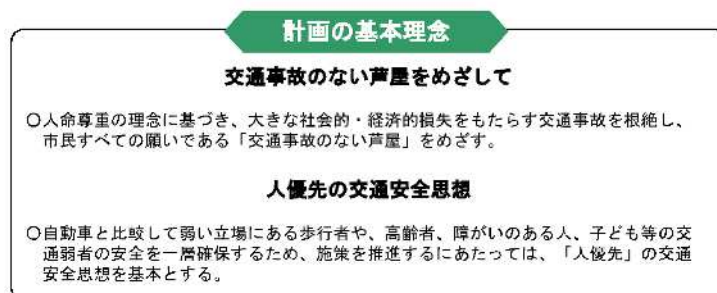 計画の基本理念
交通事故のない芦屋をめざして
○人命尊重の理念に基づき、大きな社会的・経済的損失をもたらす交通事故を根絶し、
市民すべての願いである「交通事故のない芦屋」をめざす。
人優先の交通安全思想
○自動車と比較して弱い立場にある歩行者や、高齢者、障がいのある人、子ども等の交
通弱者の安全を一層確保するため、施策を推進するにあたっては、「人優先」の交通
安全思想を基本とする。